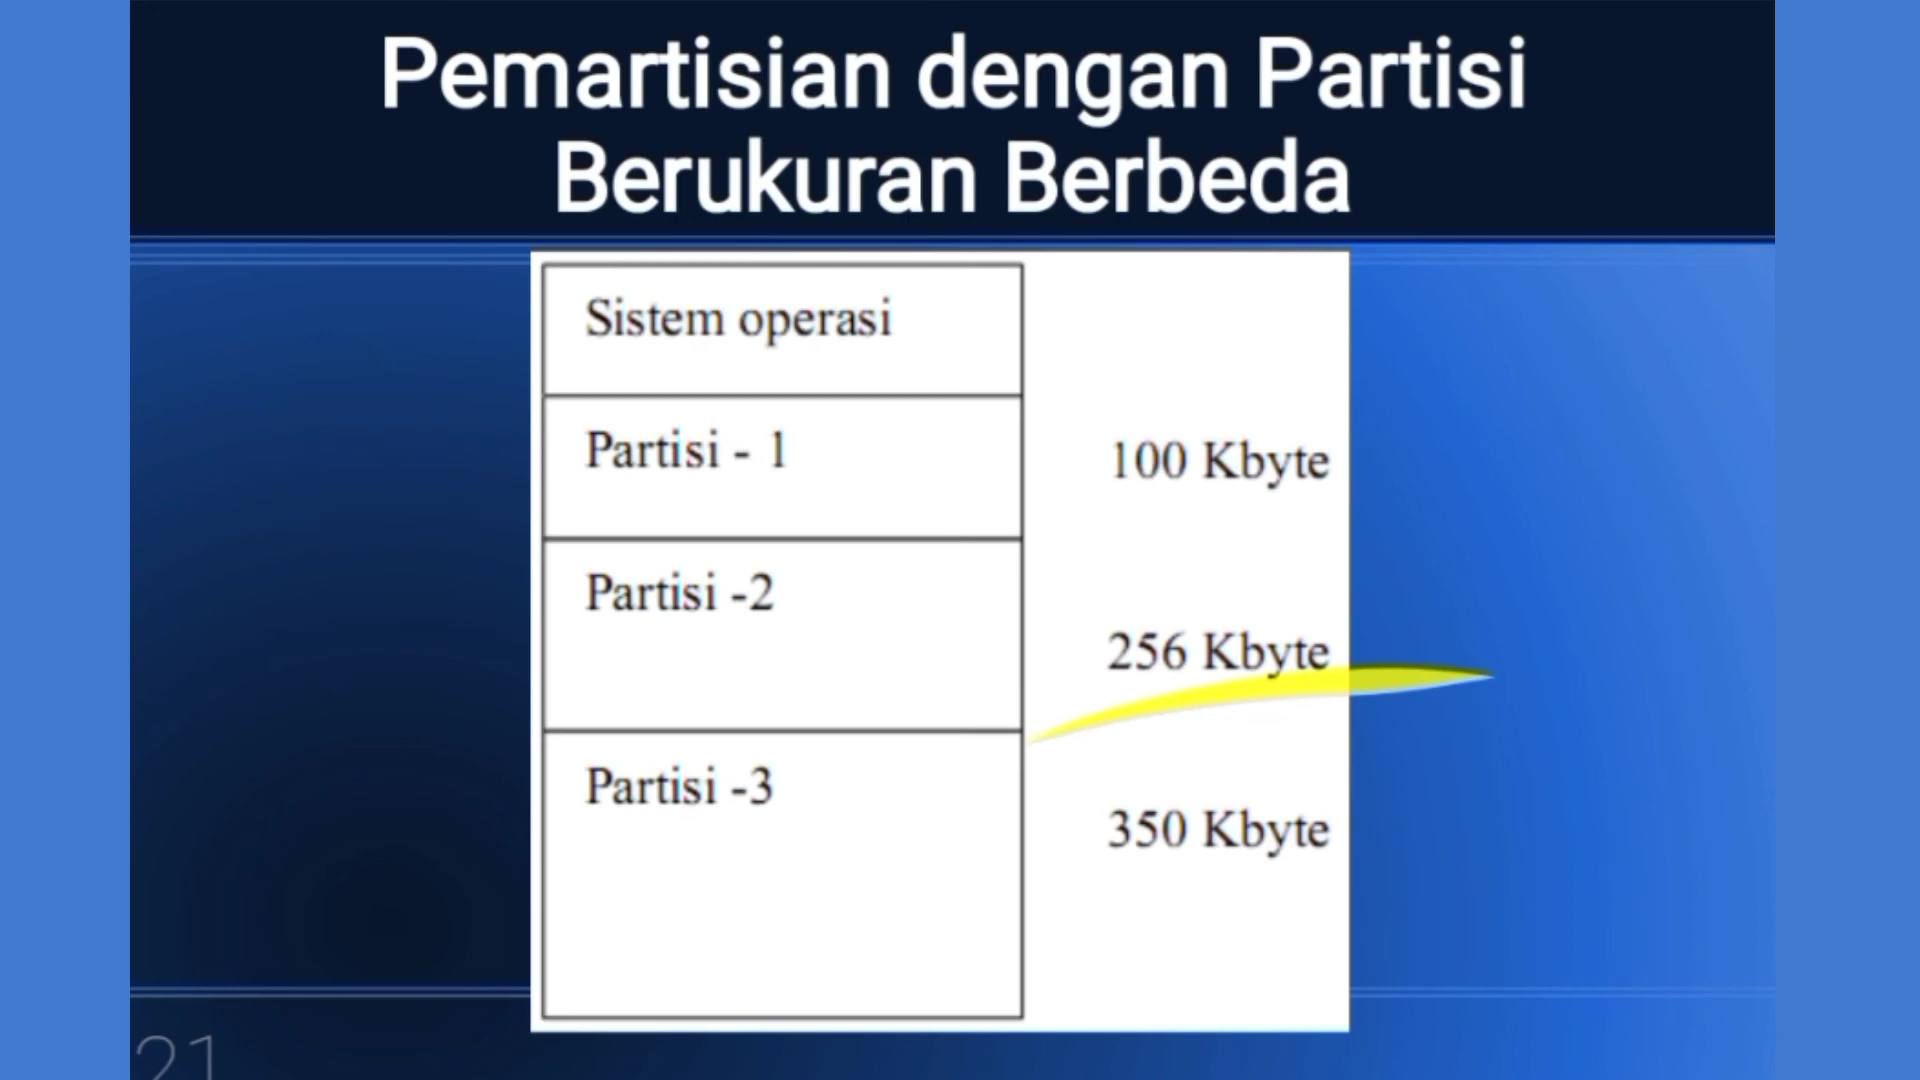 Pemartisian dengan Partisi
Berukuran Berbeda
Sistem operasi
Partisi - 1
100 Kbyte
Partisi -2
256 Kbyte
Partisi -3
350 Kbyte
21